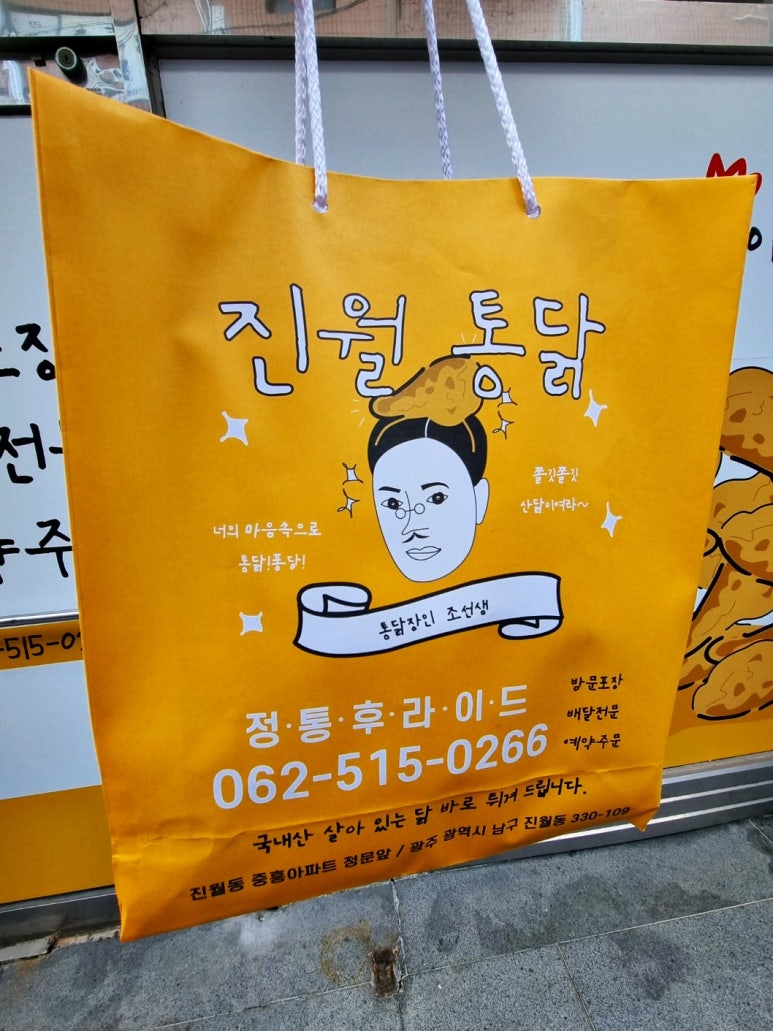 진월 통닭
쫄깃쫄깃
산닭이여라~
너의 마음속으로
통닭!퐁당!
통닭장인 조선생
정·통·후·라·이·드
062-515-0266
방문포장
배달전문
예약주문
국내산 살아 있는 닭 바로 튀겨 드립니다.
진월동 중흥아파트 정문앞 / 광주 광역시 남구 진월동 330-109